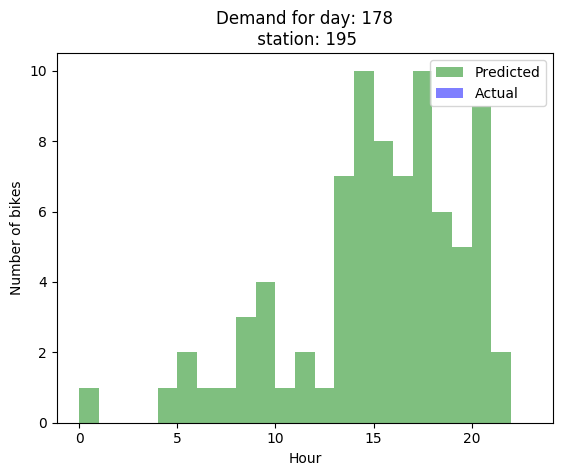 Demand for day: 178
station: 195
Predicted
Actual
Number of bikes
10
8
6
4
2
0
0 5 10 15 20
Hour